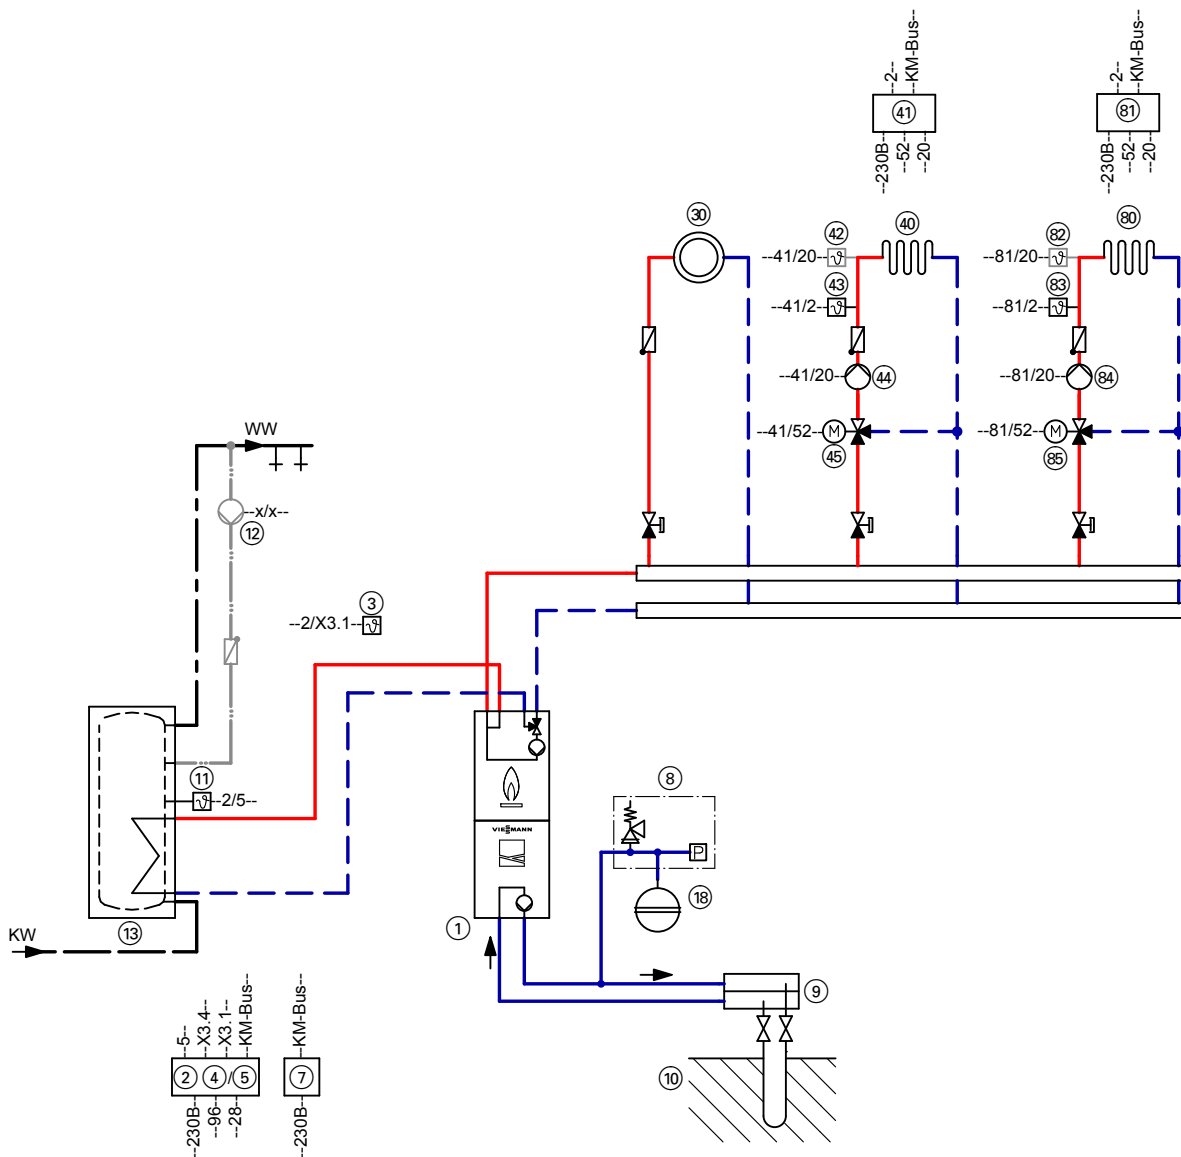 --2--
KM-Bus--
41
--230B--
--52--
--20--
--2--
KM-Bus--
81
--230B--
--52--
--20--
30
42
40
82
80
--41/20--
--81/20--
43
83
--41/2--
--81/2--
--41/20--
44
--81/20--
84
--41/52--
M
45
--81/52--
M
85
WW
--x/x--
12
3
--2/X3.1--
11
--2/5--
8
VIESMANN
P
18
13
1
KW
9
10
--5--
--X3.4--
--X3.1--
KM-Bus--
2 4 / 5
--230B--
--96--
--28--
KM-Bus--
7
--230B--